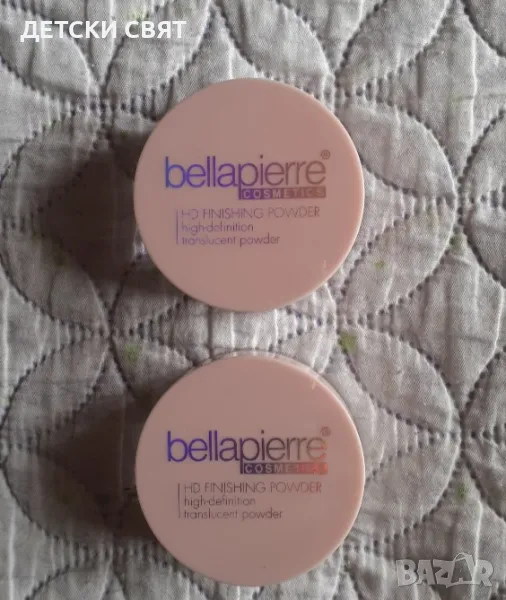 ДЕТСКИ СВЯТ
bellapierre®
COSMETICS
HD FINISHING POWDER
high-definition
translucent powder
bellapierre®
COSMETICS
HD FINISHING POWDER
high-definition
translucent powder
BAZAR